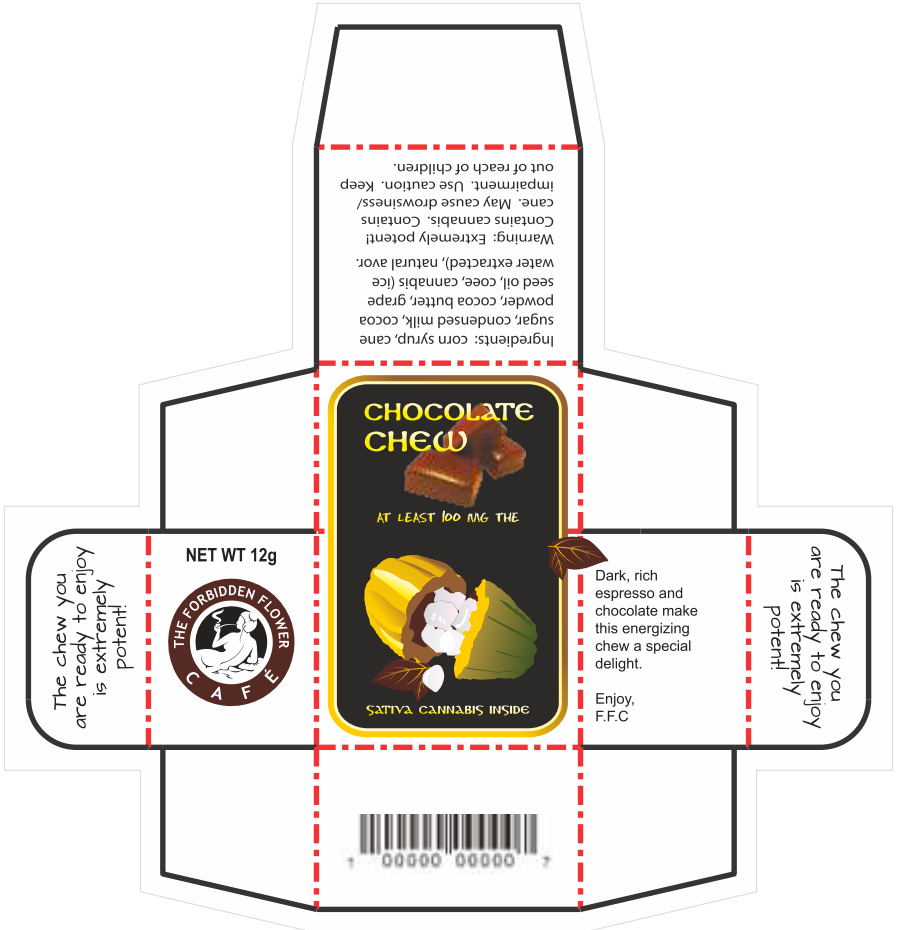 Ingredients: corn syrup, cane
sugar, condensed milk, cocoa
powder, cocoa butter, grape
seed oil, coee, cannabis (ice
water extracted), natural avor.
Warning: Extremely potent!
Contains cannabis. Contains
cane. May cause drowsiness/
impairment. Use caution. Keep
out of reach of children.
CHOCOLATE
CHEW
AT LEAST 100 MG THE
SATIVA CANNABIS INSIDE
The chew you
are ready to enjoy
is extremely
potent!
NET WT 12g
THE FORBIDDEN FLOWER
CAFÉ
Dark, rich
espresso and
chocolate make
this energizing
chew a special
delight.
Enjoy,
F.F.C
The chew you
are ready to enjoy
is extremely
potent!
1 00000 00000 7